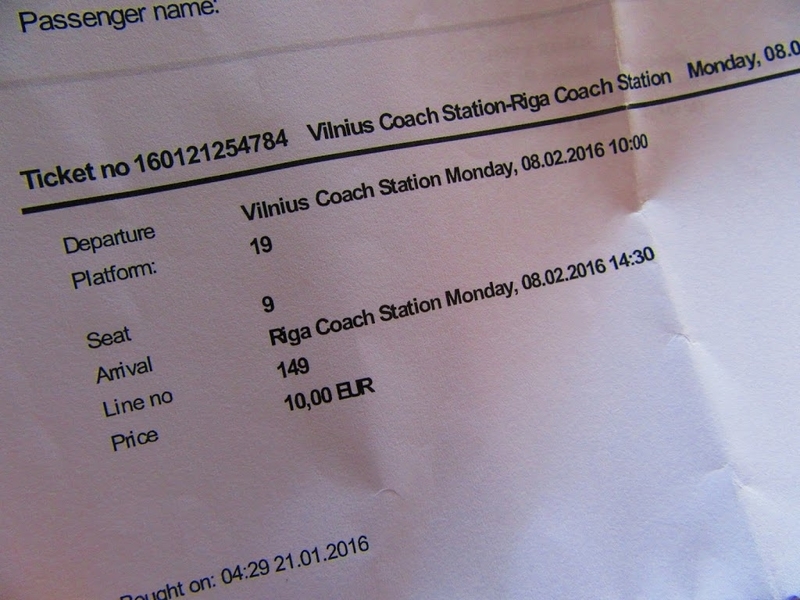 Passenger name:
Ticket no 160121254784 Vilnius Coach Station-Riga Coach Station Monday, 08.0
Departure Vilnius Coach Station Monday, 08.02.2016 10:00
Platform: 19
Seat 9
Arrival Riga Coach Station Monday, 08.02.2016 14:30
Line no 149
Price 10,00 EUR
Bought on: 04:29 21.01.2016